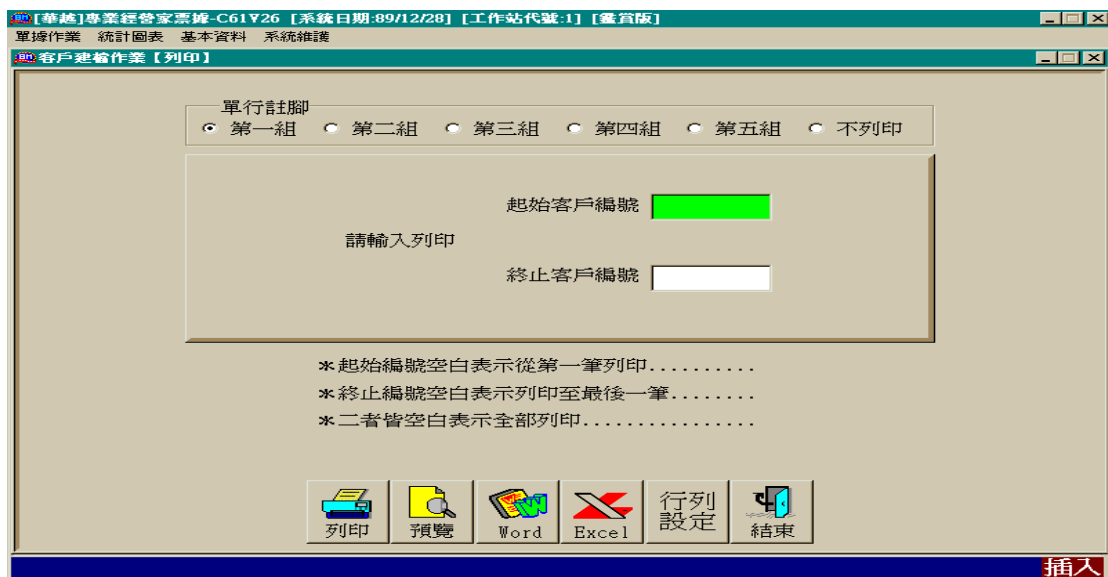 [華越]專業經營家票據-C61V26 [系統日期:89/12/28] [工作站代號:1] [鑑賞版]
單據作業 統計圖表 基本資料 系統維護
客戶建檔作業【列印】
單行註腳
第一組 第二組 第三組 第四組 第五組 不列印
起始客戶編號
請輸入列印
終止客戶編號
*起始編號空白表示從第一筆列印..........
*終止編號空白表示列印至最後一筆........
*二者皆空白表示全部列印................
列印 預覽 Word Excel 行列設定 結束
插入